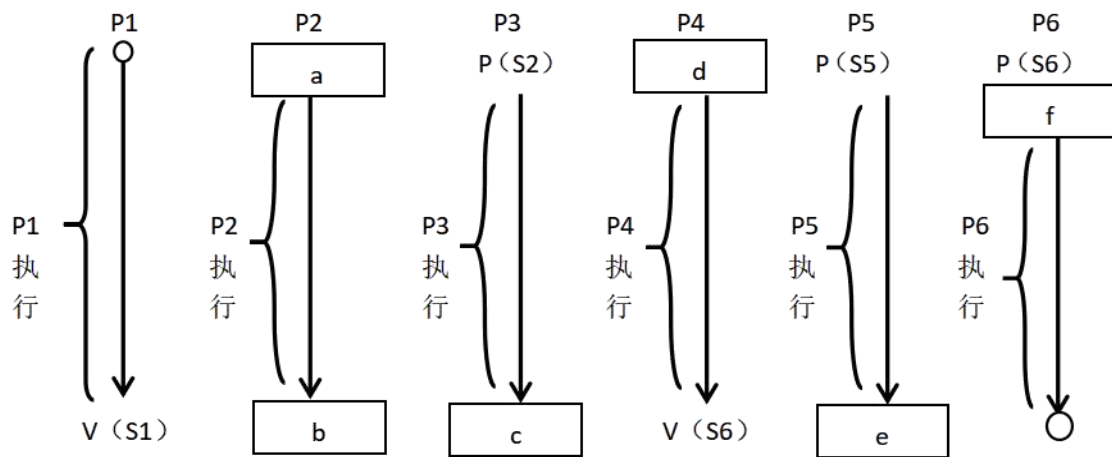 P1 P2 P3 P4 P5 P6
a P（S2） d P（S5） P（S6）
f
P1 执行 P2 执行 P3 执行 P4 执行 P5 执行 P6 执行
V（S1） b c V（S6） e